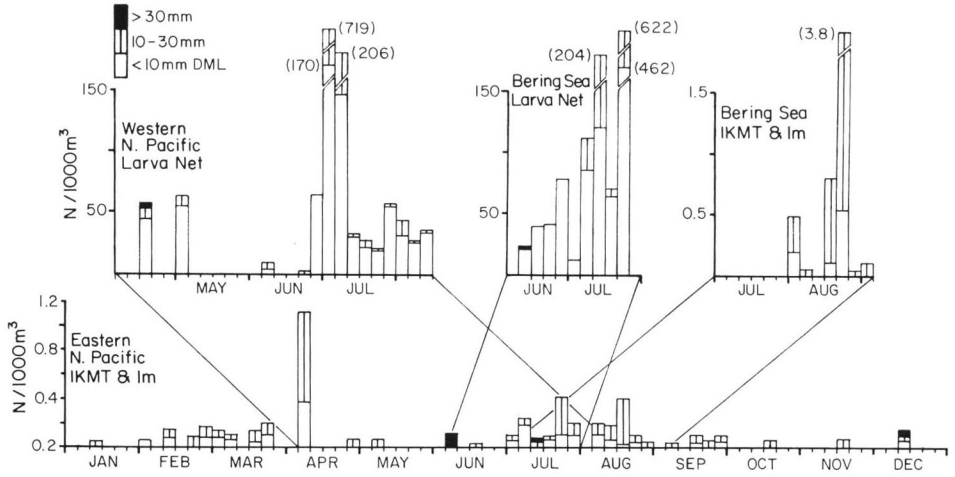 >30mm
10-30mm
<10mm DML
(719)
(206)
(170)
(204)
(622)
(462)
(3.8)
150
50
N/1000m³
Western
N. Pacific
Larva Net
MAY JUN JUL
150
50
Bering Sea
Larva Net
JUN JUL
1.5
0.5
Bering Sea
IKMT & Im
JUL AUG
1.2
0.8
0.4
0.2
N/1000m³
Eastern
N. Pacific
IKMT & Im
JAN FEB MAR APR MAY JUN JUL AUG SEP OCT NOV DEC